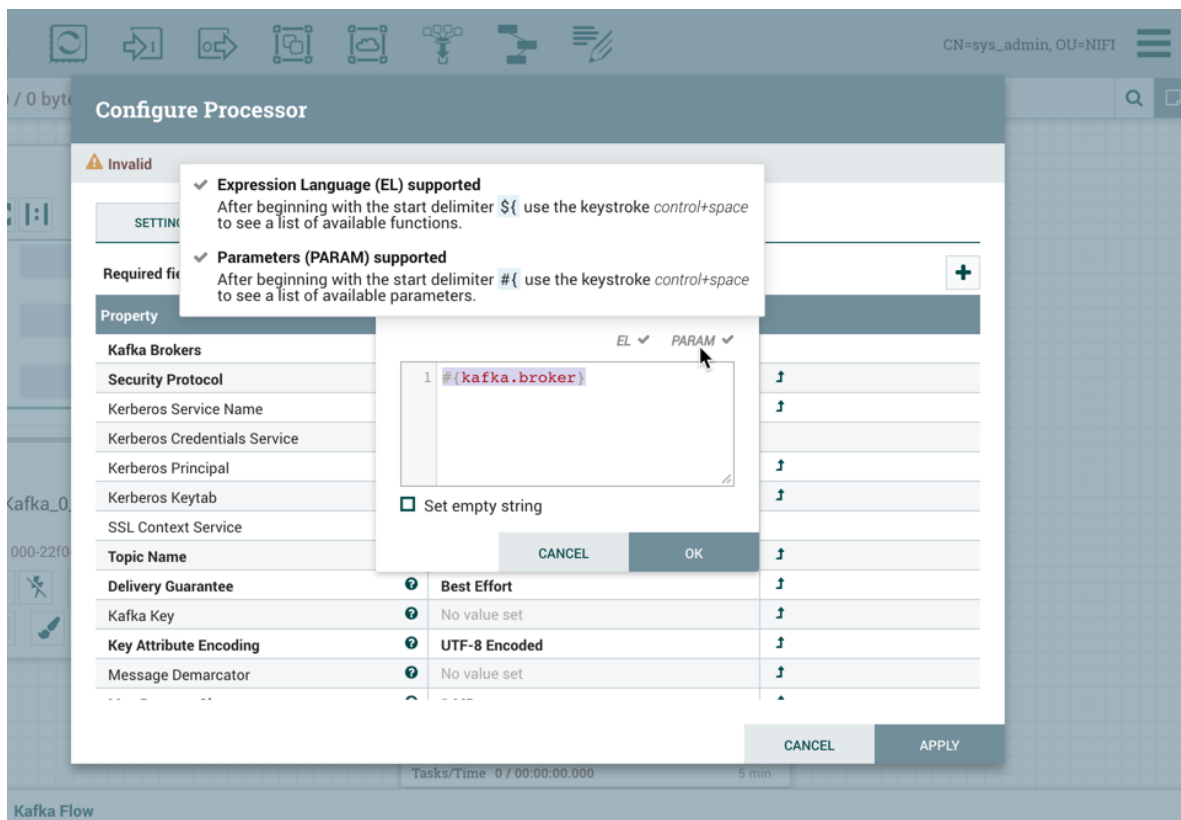 CN=sys_admin, OU=NIFI
/ 0 byte
Configure Processor
Invalid
Expression Language (EL) supported
After beginning with the start delimiter ${ use the keystroke control+space
to see a list of available functions.
SETTIN
Parameters (PARAM) supported
After beginning with the start delimiter #{ use the keystroke control+space
to see a list of available parameters.
Required fie
Property
EL PARAM
Kafka Brokers
1 #{kafka.broker}
Security Protocol
Kerberos Service Name
Kerberos Credentials Service
Kerberos Principal
Kerberos Keytab
Kafka_0
Set empty string
SSL Context Service
000-22f0
CANCEL OK
Topic Name
Delivery Guarantee Best Effort
Kafka Key No value set
Key Attribute Encoding UTF-8 Encoded
Message Demarcator No value set
CANCEL APPLY
Tasks/Time 0 / 00:00:00.000 5 min
Kafka Flow